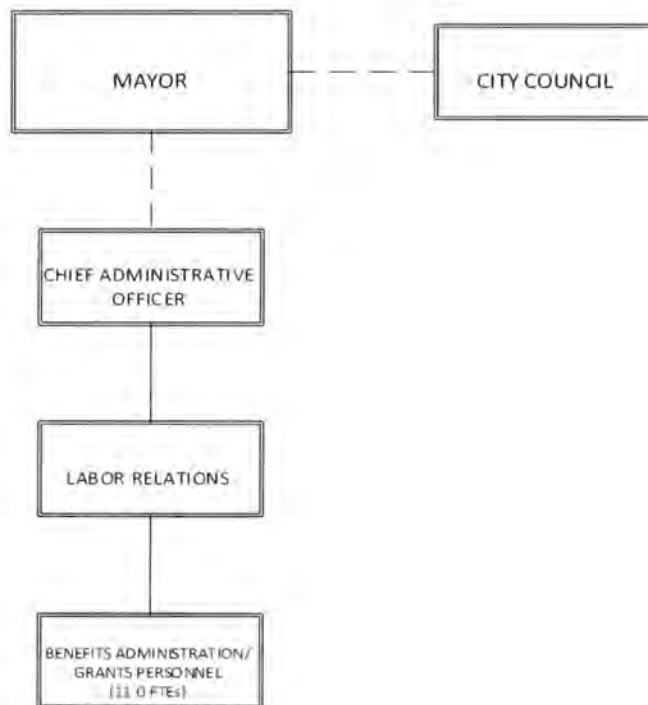 MAYOR
CITY COUNCIL
CHIEF ADMINISTRATIVE
OFFICER
LABOR RELATIONS
BENEFITS ADMINISTRATION/
GRANTS PERSONNEL
(11.0 FTEs)